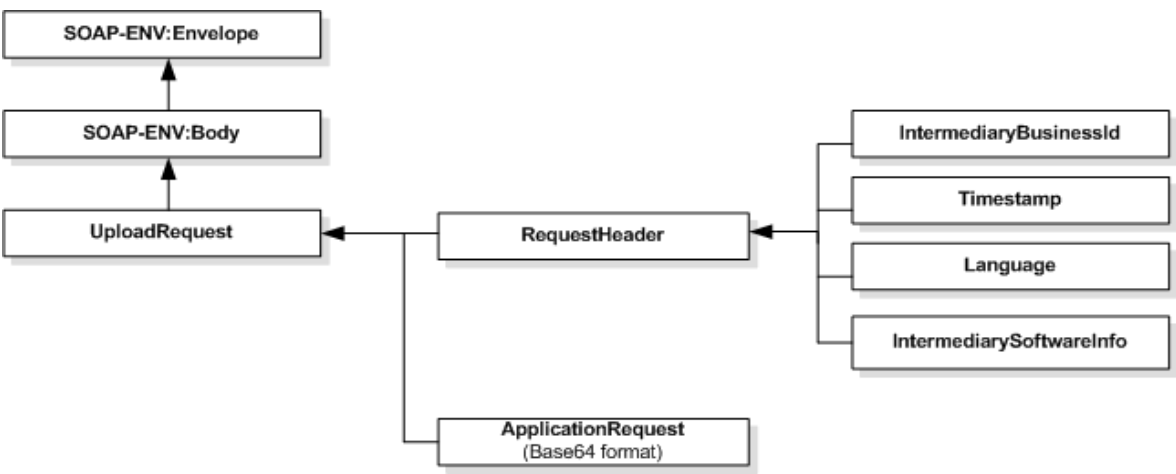 SOAP-ENV:Envelope
SOAP-ENV:Body
UploadRequest
RequestHeader
ApplicationRequest
(Base64 format)
IntermediaryBusinessId
Timestamp
Language
IntermediarySoftwareInfo